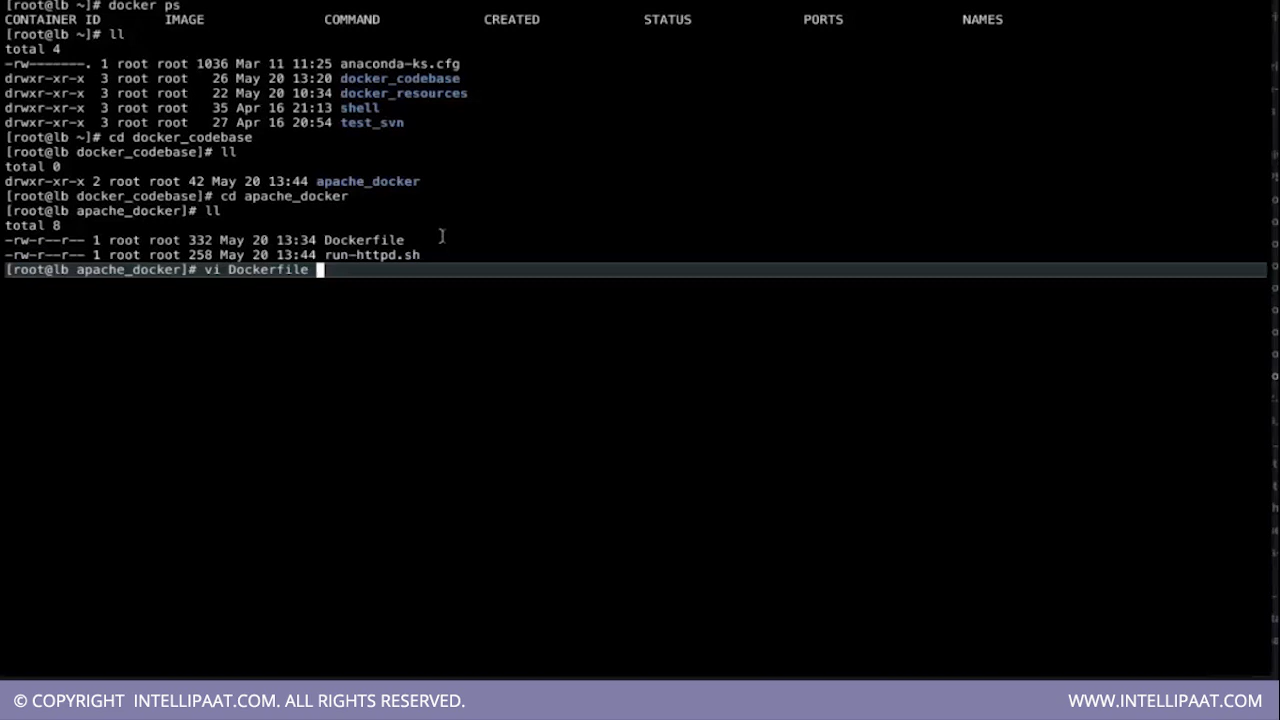 [root@lb ~]# docker ps
CONTAINER ID IMAGE COMMAND CREATED STATUS PORTS NAMES
[root@lb ~]# ll
total 4
-rw-------. 1 root root 1036 Mar 11 11:25 anaconda-ks.cfg
drwxr-xr-x 3 root root 26 May 20 13:20 docker_codebase
drwxr-xr-x 3 root root 22 May 20 10:34 docker_resources
drwxr-xr-x 3 root root 35 Apr 16 21:13 shell
drwxr-xr-x 3 root root 27 Apr 16 20:54 test_svn
[root@lb ~]# cd docker_codebase
[root@lb docker_codebase]# ll
total 0
drwxr-xr-x 2 root root 42 May 20 13:44 apache_docker
[root@lb docker_codebase]# cd apache_docker
[root@lb apache_docker]# ll
total 8
-rw-r--r-- 1 root root 332 May 20 13:34 Dockerfile
-rw-r--r-- 1 root root 258 May 20 13:44 run-httpd.sh
[root@lb apache_docker]# vi Dockerfile
© COPYRIGHT INTELLIPAAT.COM. ALL RIGHTS RESERVED.
WWW.INTELLIPAAT.COM